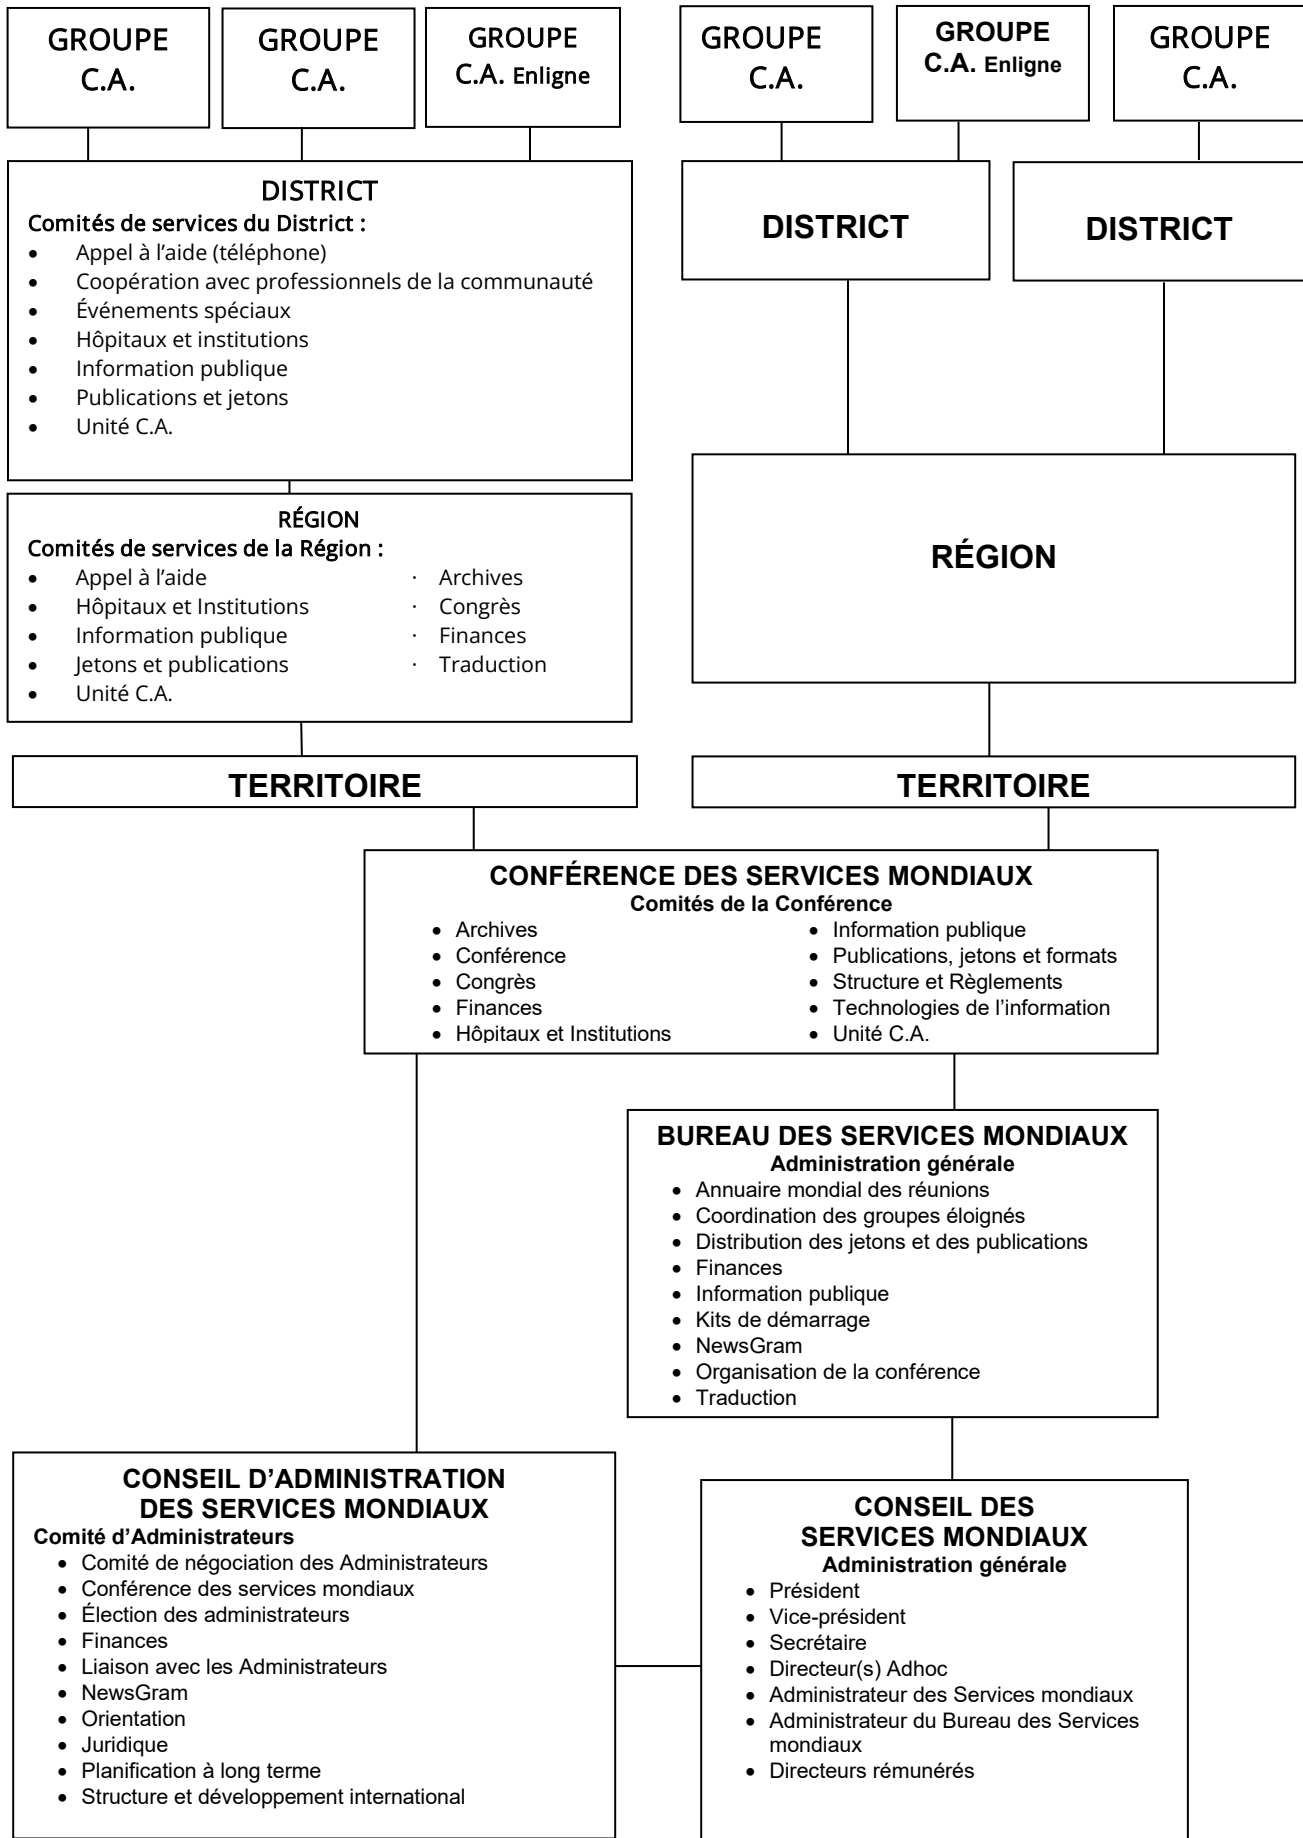 GROUPE
C.A.
GROUPE
C.A.
GROUPE
C.A. Enligne
GROUPE
C.A.
GROUPE
C.A. Enligne
GROUPE
C.A.
DISTRICT
Comités de services du District :
• Appel à l’aide (téléphone)
• Coopération avec professionnels de la communauté
• Événements spéciaux
• Hôpitaux et institutions
• Information publique
• Publications et jetons
• Unité C.A.
DISTRICT
DISTRICT
RÉGION
Comités de services de la Région :
• Appel à l’aide
• Hôpitaux et Institutions
• Information publique
• Jetons et publications
• Unité C.A.
· Archives
· Congrès
· Finances
· Traduction
RÉGION
TERRITOIRE
TERRITOIRE
CONFÉRENCE DES SERVICES MONDIAUX
Comités de la Conférence
• Archives
• Conférence
• Congrès
• Finances
• Hôpitaux et Institutions
• Information publique
• Publications, jetons et formats
• Structure et Règlements
• Technologies de l’information
• Unité C.A.
BUREAU DES SERVICES MONDIAUX
Administration générale
• Annuaire mondial des réunions
• Coordination des groupes éloignés
• Distribution des jetons et des publications
• Finances
• Information publique
• Kits de démarrage
• NewsGram
• Organisation de la conférence
• Traduction
CONSEIL D’ADMINISTRATION
DES SERVICES MONDIAUX
Comité d’Administrateurs
• Comité de négociation des Administrateurs
• Conférence des services mondiaux
• Élection des administrateurs
• Finances
• Liaison avec les Administrateurs
• NewsGram
• Orientation
• Juridique
• Planification à long terme
• Structure et développement international
CONSEIL DES
SERVICES MONDIAUX
Administration générale
• Président
• Vice-président
• Secrétaire
• Directeur(s) Adhoc
• Administrateur des Services mondiaux
• Administrateur du Bureau des Services
mondiaux
• Directeurs rémunérés